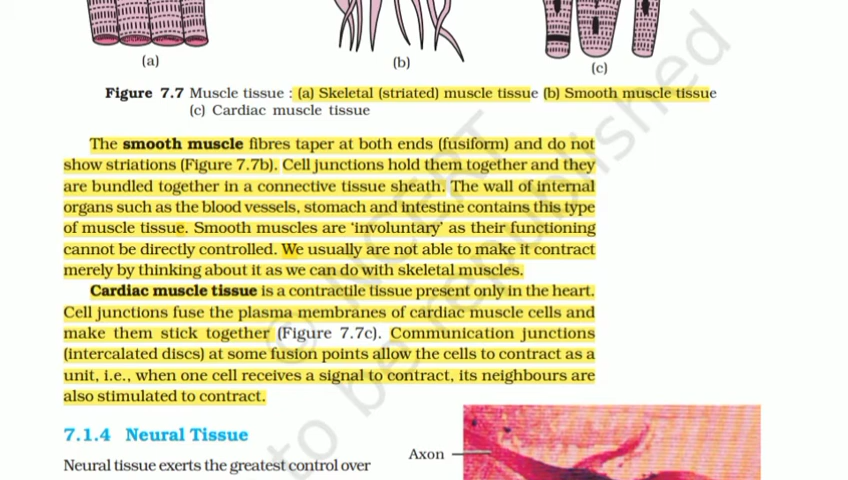 (a)
(b)
(c)
Figure 7.7 Muscle tissue : (a) Skeletal (striated) muscle tissue (b) Smooth muscle tissue
(c) Cardiac muscle tissue
The smooth muscle fibres taper at both ends (fusiform) and do not
show striations (Figure 7.7b). Cell junctions hold them together and they
are bundled together in a connective tissue sheath. The wall of internal
organs such as the blood vessels, stomach and intestine contains this type
of muscle tissue. Smooth muscles are ‘involuntary’ as their functioning
cannot be directly controlled. We usually are not able to make it contract
merely by thinking about it as we can do with skeletal muscles.
Cardiac muscle tissue is a contractile tissue present only in the heart.
Cell junctions fuse the plasma membranes of cardiac muscle cells and
make them stick together (Figure 7.7c). Communication junctions
(intercalated discs) at some fusion points allow the cells to contract as a
unit, i.e., when one cell receives a signal to contract, its neighbours are
also stimulated to contract.
7.1.4 Neural Tissue
Neural tissue exerts the greatest control over
Axon
© NCERT
to be republished